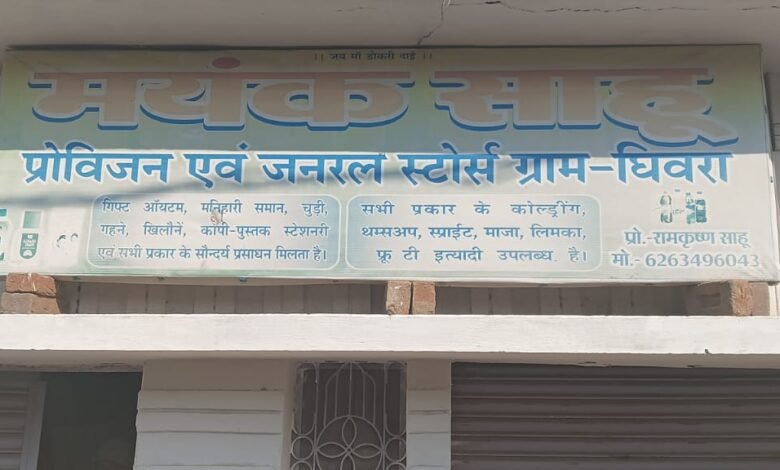 ।। जय माँ डोकरी दाई ।।
मयंक साहू
प्रोविजन एवं जनरल स्टोर्स ग्राम-घिवरा
गिफ्ट ऑयटम, मनिहारी समान, चुड़ी,
गहने, खिलौनें, कॉपी-पुस्तक स्टेशनरी
एवं सभी प्रकार के सौन्दर्य प्रसाधन मिलता है।
सभी प्रकार के कोल्ड्रींग,
थम्सअप, स्प्राईट, माजा, लिमका,
फ्रू टी इत्यादी उपलब्ध है।
प्रो.-रामकृष्ण साहू
मो.- 6263496043